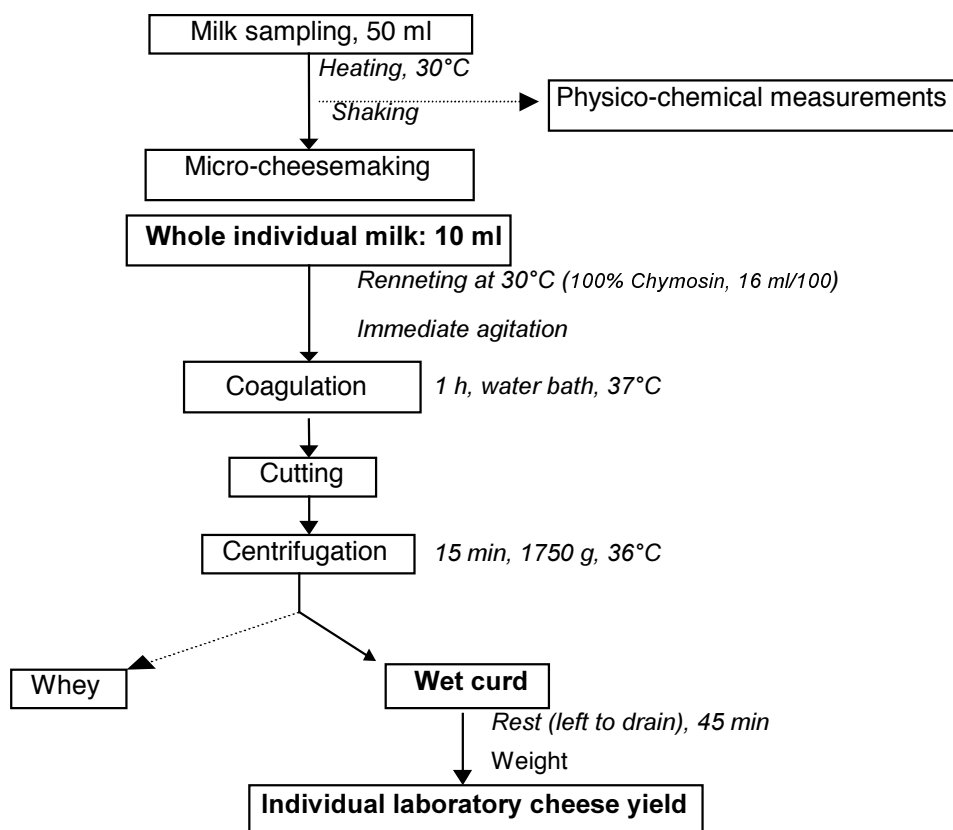 Milk sampling, 50 ml
Heating, 30°C
Shaking
Physico-chemical measurements
Micro-cheesemaking
Whole individual milk: 10 ml
Renneting at 30°C (100% Chymosin, 16 ml/100)
Immediate agitation
Coagulation
1 h, water bath, 37°C
Cutting
Centrifugation
15 min, 1750 g, 36°C
Whey
Wet curd
Rest (left to drain), 45 min
Weight
Individual laboratory cheese yield